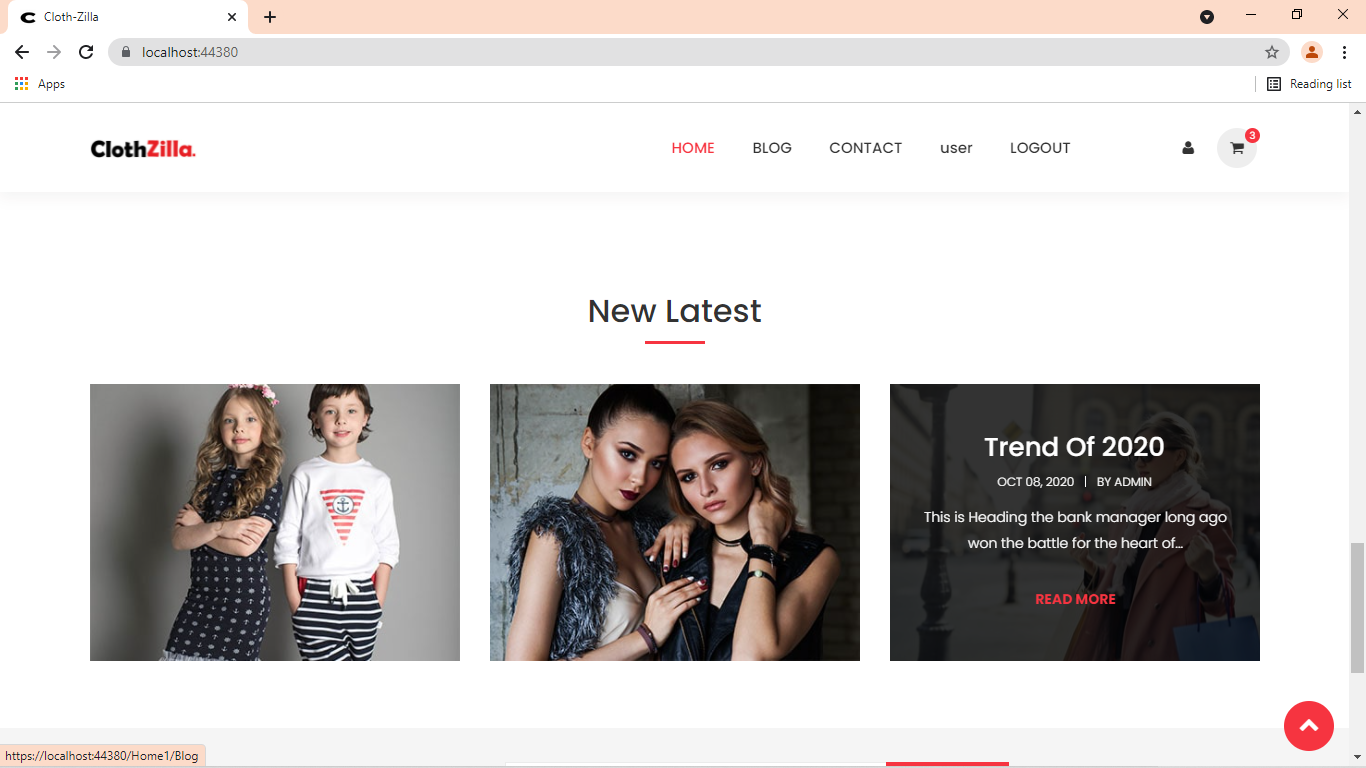 Cloth-Zilla
localhost:44380
Apps
Reading list
ClothZilla.
HOME
BLOG
CONTACT
user
LOGOUT
3
New Latest
Trend Of 2020
OCT 08, 2020 | BY ADMIN
This is Heading the bank manager long ago
won the battle for the heart of...
READ MORE
https://localhost:44380/Home1/Blog